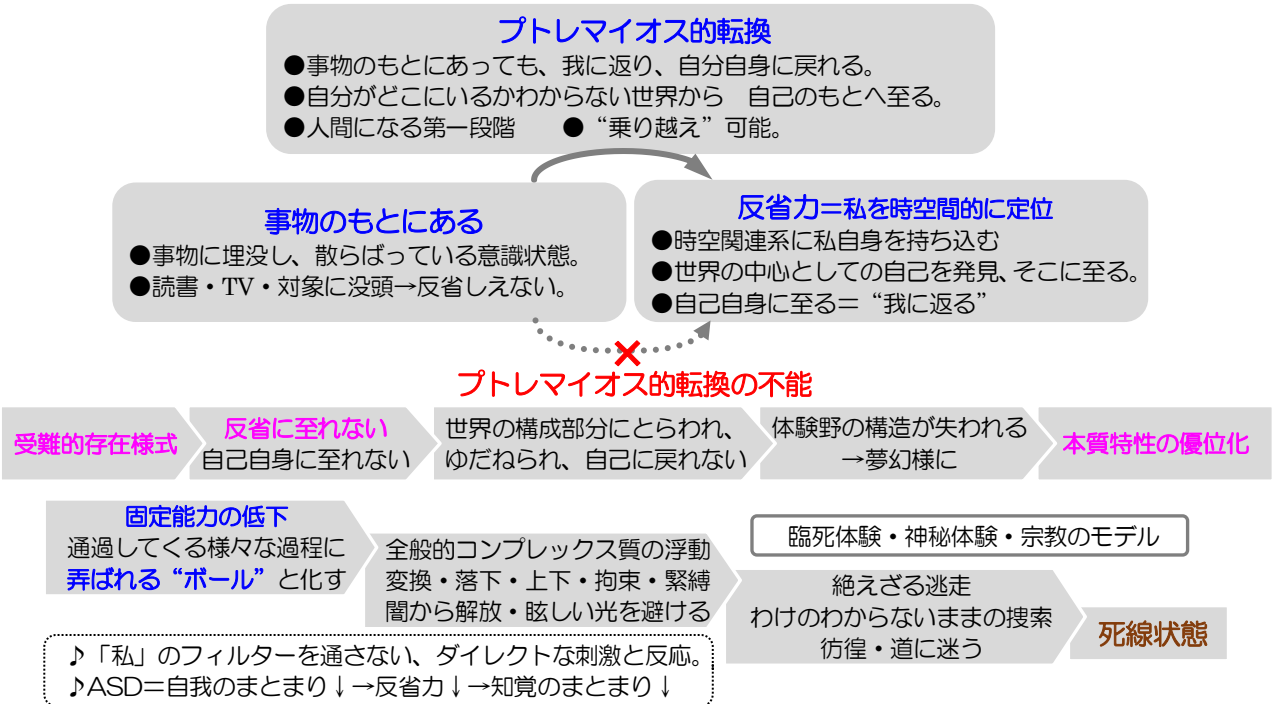 プトレマイオス的転換
●事物のもとにあっても、我に返り、自分自身に戻れる。
●自分がどこにいるかわからない世界から　自己のもとへ至る。
●人間になる第一段階　　●“乗り越え”可能。
事物のもとにある
●事物に埋没し、散らばっている意識状態。
●読書・TV・対象に没頭→反省しえない。
反省力＝私を時空間的に定位
●時空関連系に私自身を持ち込む
●世界の中心としての自己を発見、そこに至る。
●自己自身に至る＝“我に返る”
プトレマイオス的転換の不能
受難的存在様式
反省に至れない
自己自身に至れない
世界の構成部分にとらわれ、
ゆだねられ、自己に戻れない
体験野の構造が失われる
→夢幻様に
本質特性の優位化
固定能力の低下
通過してくる様々な過程に
弄ばれる“ボール”と化す
全般的コンプレックス質の浮動
変換・落下・上下・拘束・緊縛
闇から解放・眩しい光を避ける
臨死体験・神秘体験・宗教のモデル
絶えざる逃走
わけのわからないままの捜索
彷徨・道に迷う
死線状態
♪「私」のフィルターを通さない、ダイレクトな刺激と反応。
♪ASD＝自我のまとまり↓→反省力↓→知覚のまとまり↓